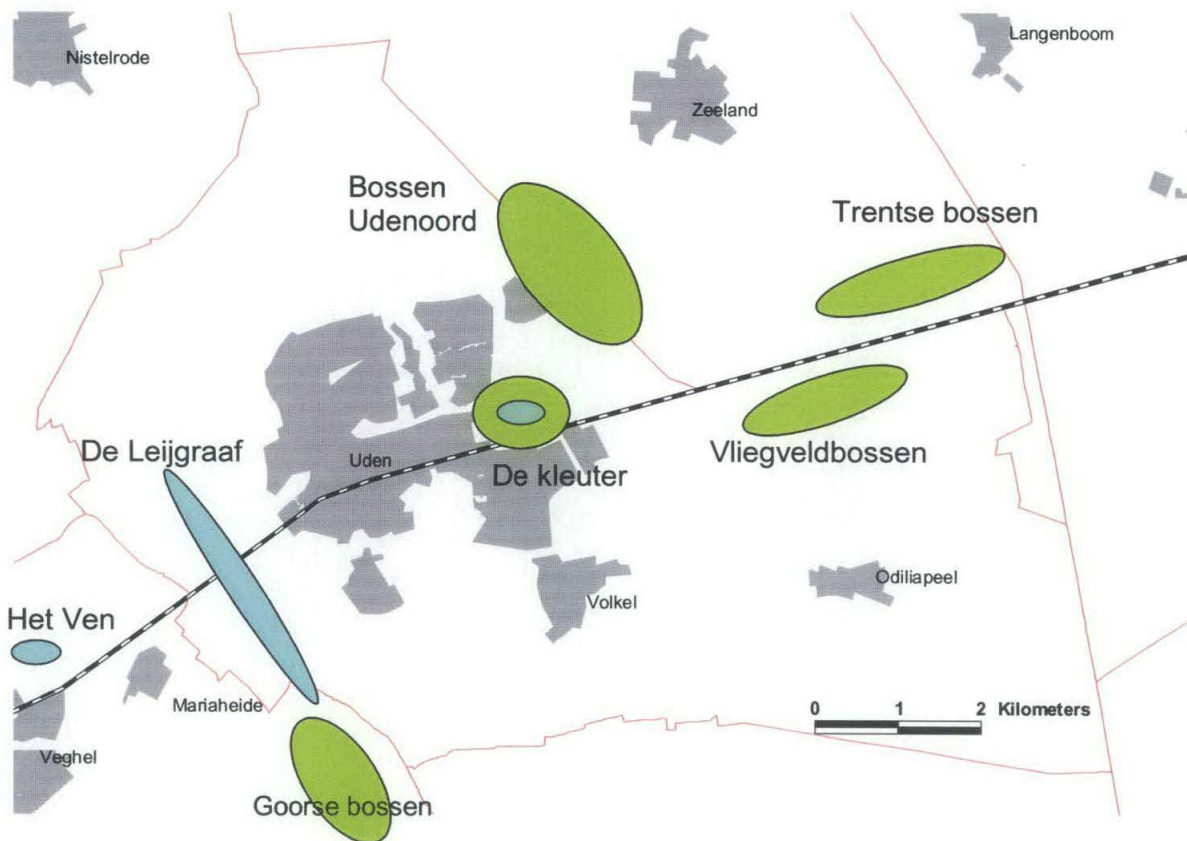 Nistelrode
Langenboom
Zeeland
Bossen
Udenoord
Trentse bossen
De Leijgraaf
Uden
De kleuter
Vliegveldbossen
Odiliapeel
Volkel
Het Ven
Mariaheide
0 1 2 Kilometers
Veghel
Goorse bossen